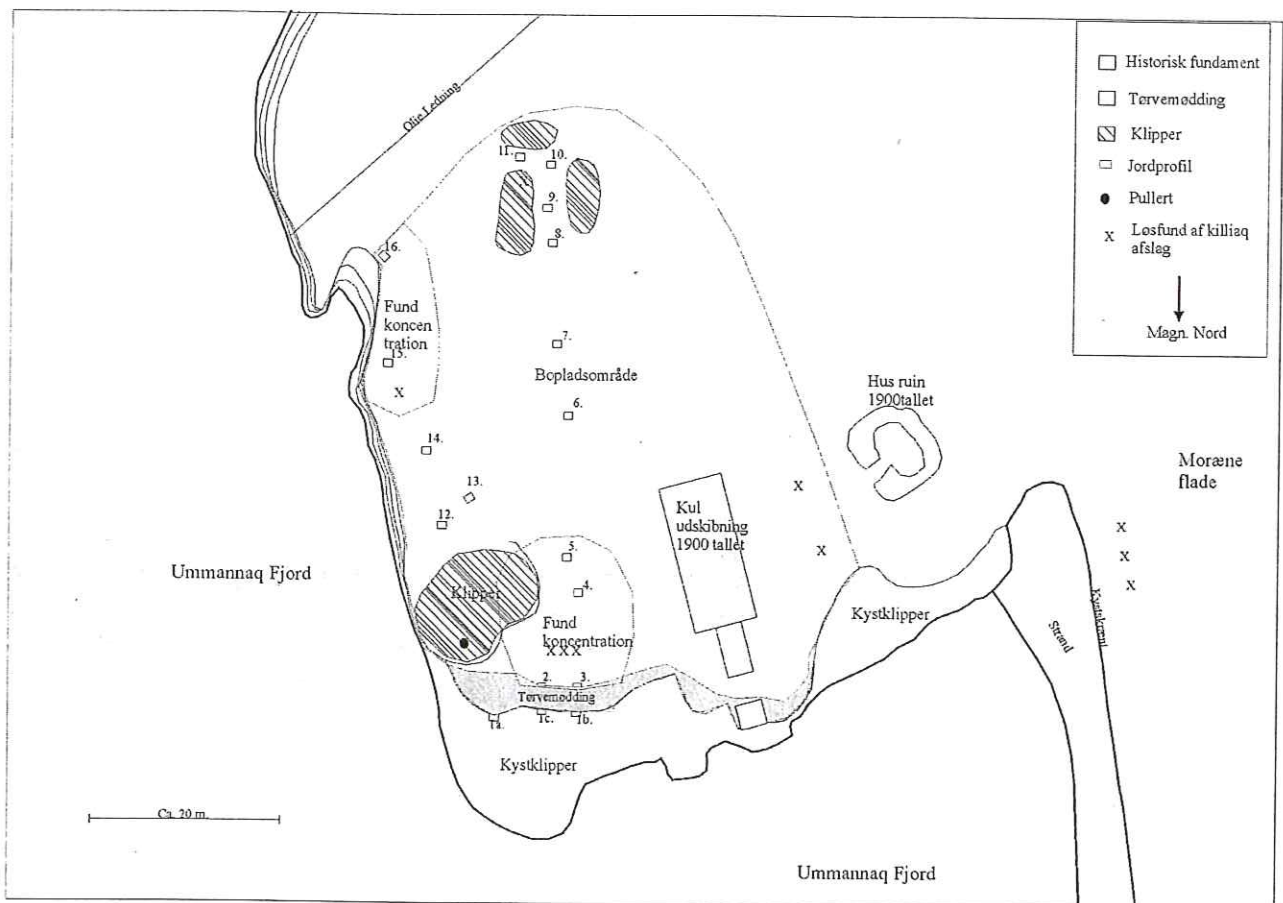 Historisk fundament
Tørvemødding
Klipper
Jordprofil
Pullert
X Løsfund af killiaq
afslag
Magn. Nord
Olie Ledning
11.
10.
9.
8.
16.
Fund
koncen
tration
15.
X
7.
Bopladsområde
6.
Hus ruin
1900tallet
14.
13.
12.
Moræne
flade
X
X
X
X
X
Kul
udskibning
1900 tallet
5.
4.
Ummannaq Fjord
Klipper
Fund
koncentration
XXX
Kystklipper
Strand
2.
3.
Tørvemødding
1a.
1c.
1b.
Kystklipper
Ca. 20 m.
Ummannaq Fjord